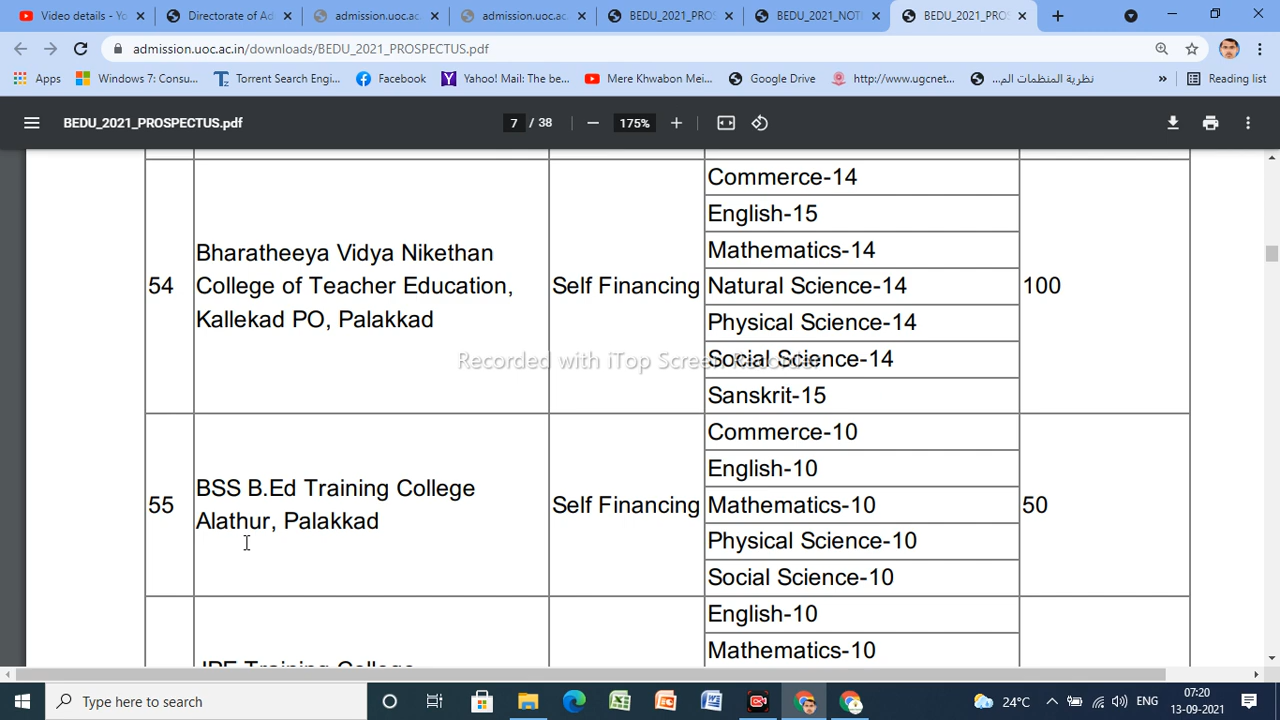 Video details - Yo
Directorate of Ad
admission.uoc.ac.
admission.uoc.ac.
BEDU_2021_PROS
BEDU_2021_NOTI
BEDU_2021_PROS
admission.uoc.ac.in/downloads/BEDU_2021_PROSPECTUS.pdf
Apps
Windows 7: Consu...
Torrent Search Engi...
Facebook
Yahoo! Mail: The be...
Mere Khwabon Mei...
Google Drive
http://www.ugcnet...
نظرية المنظمات الم...
»
Reading list
BEDU_2021_PROSPECTUS.pdf
7 / 38
175%
54
Bharatheeya Vidya Nikethan
College of Teacher Education,
Kallekad PO, Palakkad
Self Financing
Commerce-14
English-15
Mathematics-14
Natural Science-14
Physical Science-14
Social Science-14
Sanskrit-15
100
Recorded with iTop Screen Recorder
55
BSS B.Ed Training College
Alathur, Palakkad
Self Financing
Commerce-10
English-10
Mathematics-10
Physical Science-10
Social Science-10
50
Training College
English-10
Mathematics-10
Type here to search
24°C
ENG
07:20
13-09-2021